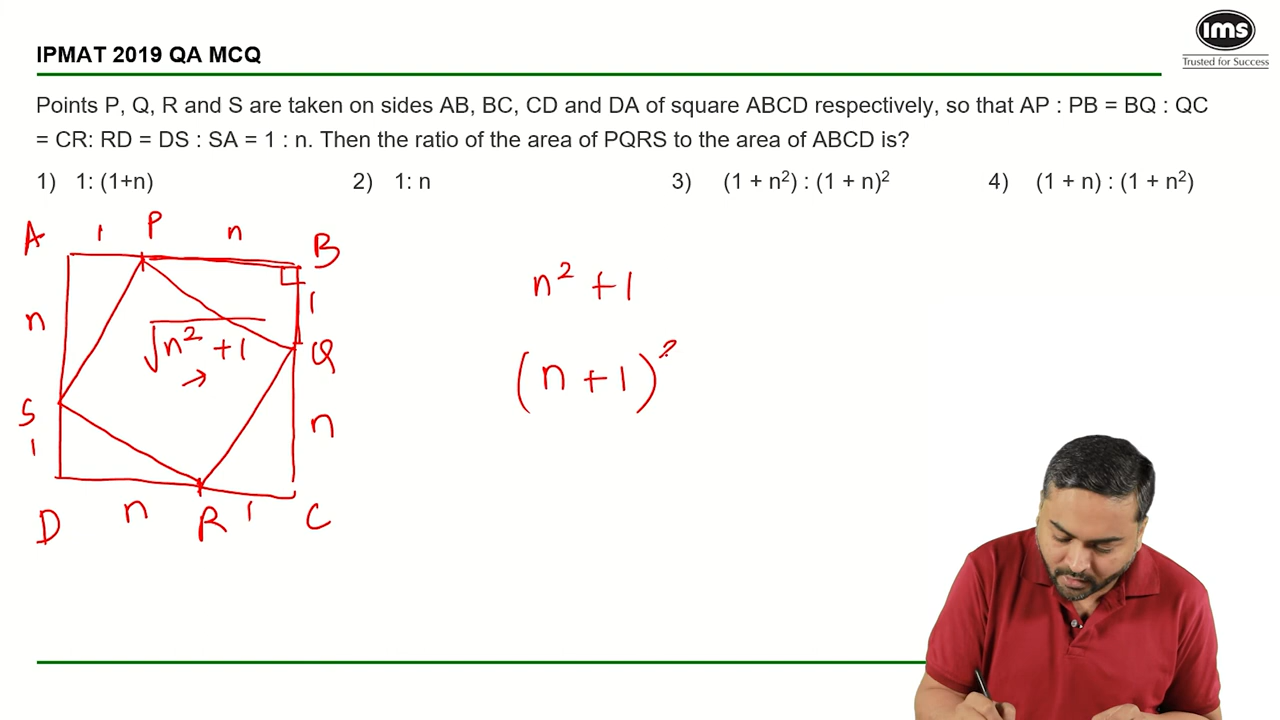 ims
Trusted for Success
IPMAT 2019 QA MCQ
Points P, Q, R and S are taken on sides AB, BC, CD and DA of square ABCD respectively, so that AP : PB = BQ : QC
= CR: RD = DS : SA = 1 : n. Then the ratio of the area of PQRS to the area of ABCD is?
1) 1: (1+n) 2) 1: n 3) (1 + n²) : (1 + n)² 4) (1 + n) : (1 + n²)
A 1 P n B
n²+1
n 1
√n²+1 Q
(n+1)²
S n
1
D n R 1 C